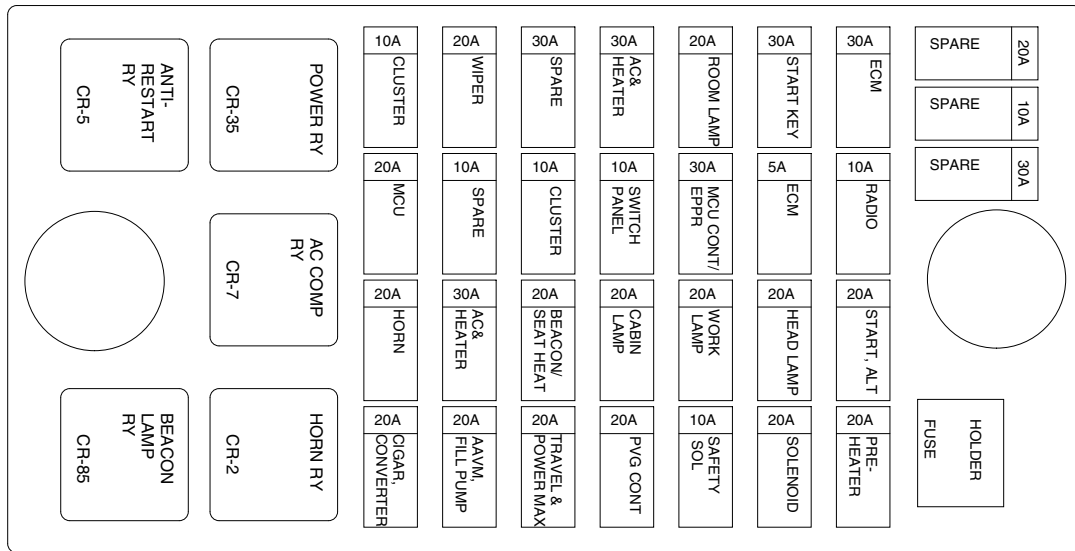 ANTI-
RESTART
RY
CR-5
POWER RY
CR-35
10A
CLUSTER
20A
WIPER
30A
SPARE
30A
AC&
HEATER
20A
ROOM LAMP
30A
START KEY
30A
ECM
SPARE
20A
SPARE
10A
SPARE
30A
20A
MCU
10A
SPARE
10A
CLUSTER
10A
SWITCH
PANEL
30A
MCU CONT/
EPPR
5A
ECM
10A
RADIO
AC COMP
RY
CR-7
20A
HORN
30A
AC&
HEATER
20A
BEACON/
SEAT HEAT
20A
CABIN
LAMP
20A
WORK
LAMP
20A
HEAD LAMP
20A
START, ALT
BEACON
LAMP
RY
CR-85
HORN RY
CR-2
20A
CIGAR,
CONVERTER
20A
AAVM,
FILL PUMP
20A
TRAVEL &
POWER MAX
20A
PVG CONT
10A
SAFETY
SOL
20A
SOLENOID
20A
PRE-
HEATER
HOLDER
FUSE